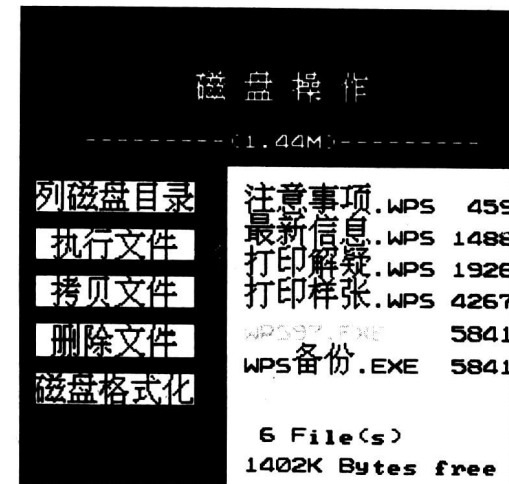 磁盘操作
---------(1.44M)---------
列磁盘目录
执行文件
拷贝文件
删除文件
磁盘格式化
注意事项.WPS 459
最新信息.WPS 1488
打印解疑.WPS 1926
打印样张.WPS 4267
.EXE 5841
WPS备份.EXE 5841
6 File(s)
1402K Bytes free